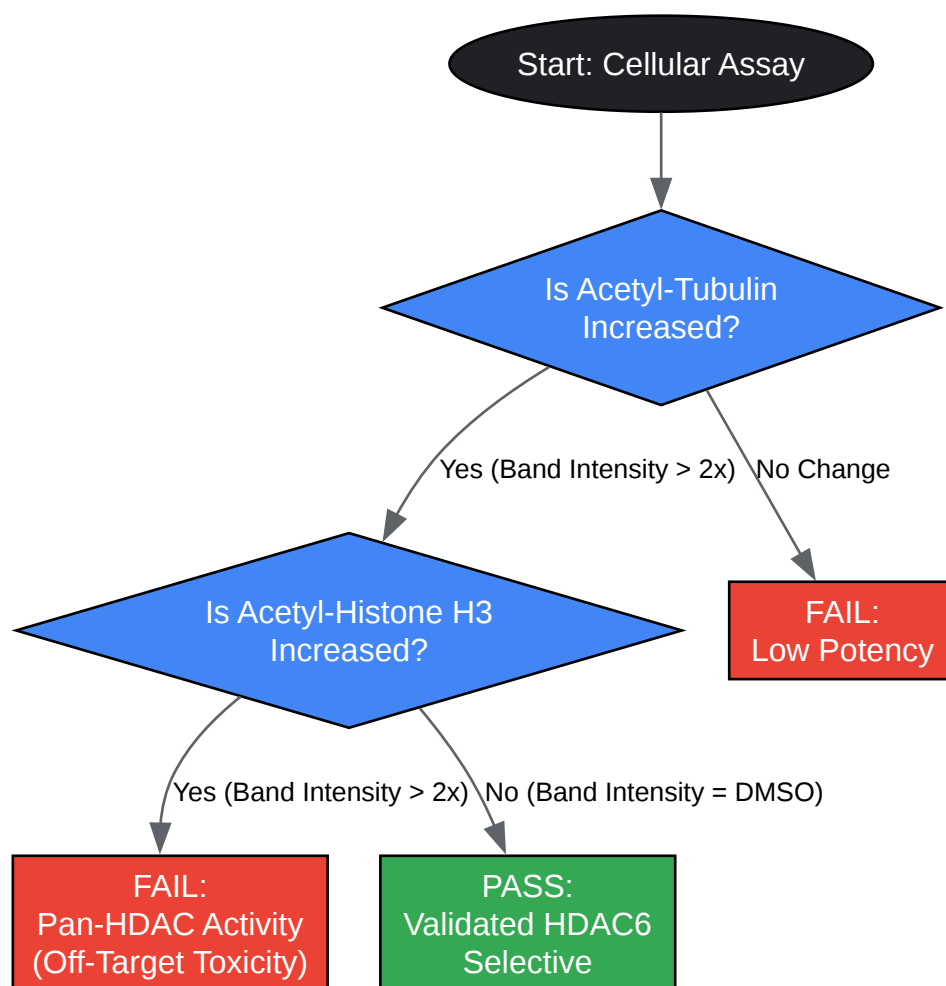 Start: Cellular Assay
Is Acetyl-Tubulin
Increased?
Yes (Band Intensity > 2x)
No Change
Is Acetyl-Histone H3
Increased?
FAIL:
Low Potency
Yes (Band Intensity > 2x)
No (Band Intensity = DMSO)
FAIL:
Pan-HDAC Activity
(Off-Target Toxicity)
PASS:
Validated HDAC6
Selective